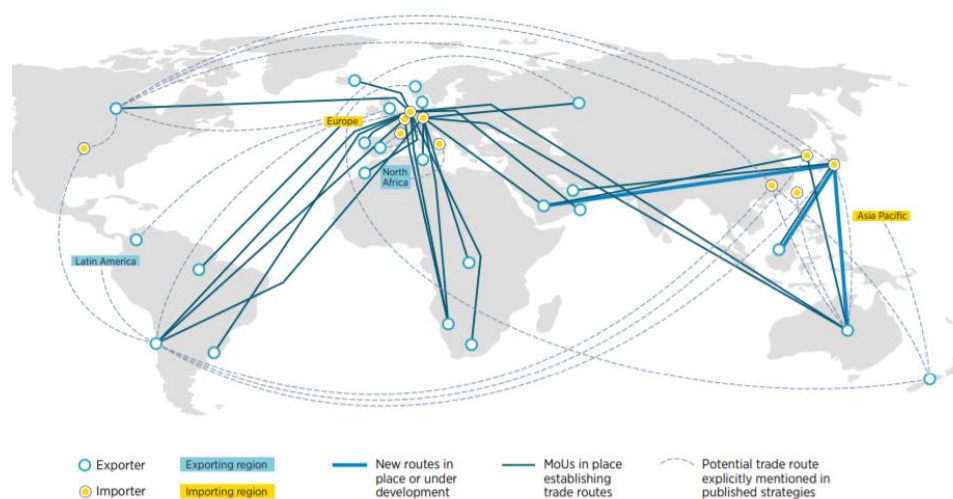 Europe
North
Africa
Asia Pacific
Latin America
Exporter
Exporting region
New routes in
place or under
development
MoUs in place
establishing
trade routes
Potential trade route
explicitly mentioned in
published strategies
Importer
Importing region